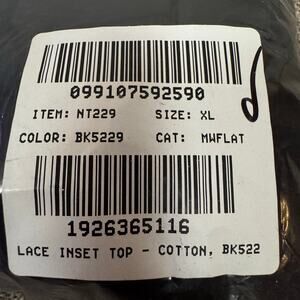 099107592590
ITEM: NT229 SIZE: XL
COLOR: BK5229 CAT: MWFLAT
1926365116
LACE INSET TOP - COTTON, BK522